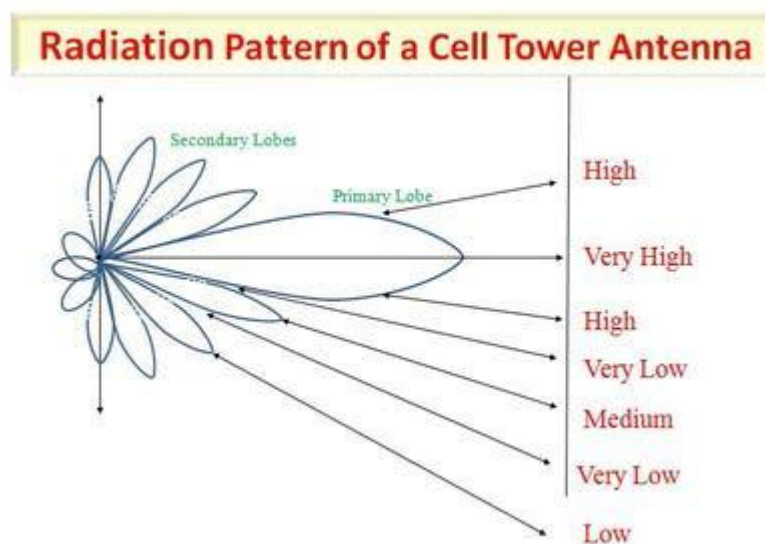 Radiation Pattern of a Cell Tower Antenna
Secondary Lobes
Primary Lobe
High
Very High
High
Very Low
Medium
Very Low
Low